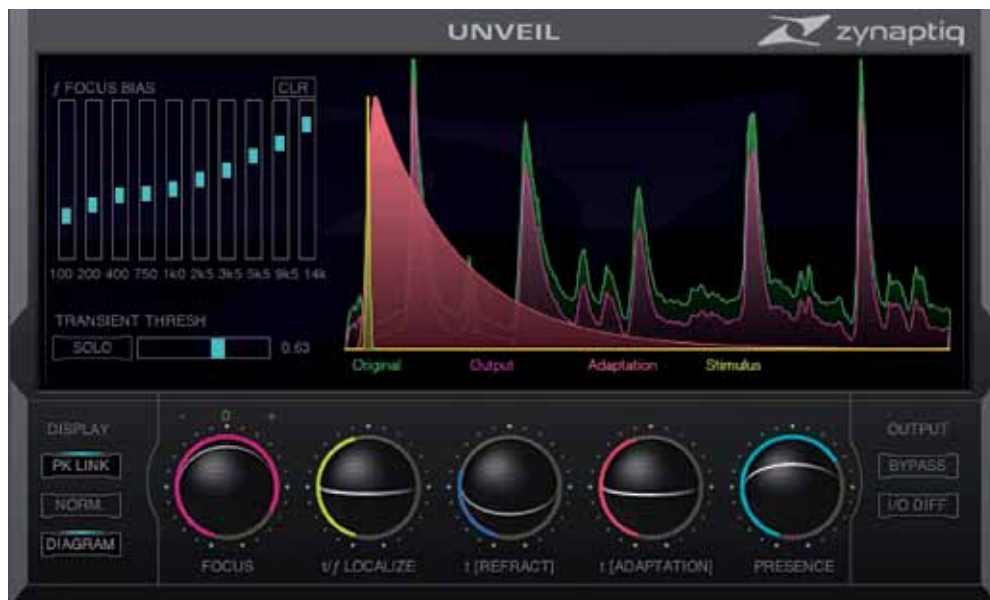 UNVEIL
zynaptiq
ƒ FOCUS BIAS
CLR
100 200 400 750 1k0 2k5 3k5 5k5 9k5 14k
TRANSIENT THRESH
SOLO 0.63
Original Output Adaptation Stimulus
- 0 +
DISPLAY
PK LINK
NORM.
DIAGRAM
FOCUS t/ƒ LOCALIZE t [REFRACT] t [ADAPTATION] PRESENCE
OUTPUT
BYPASS
I/O DIFF